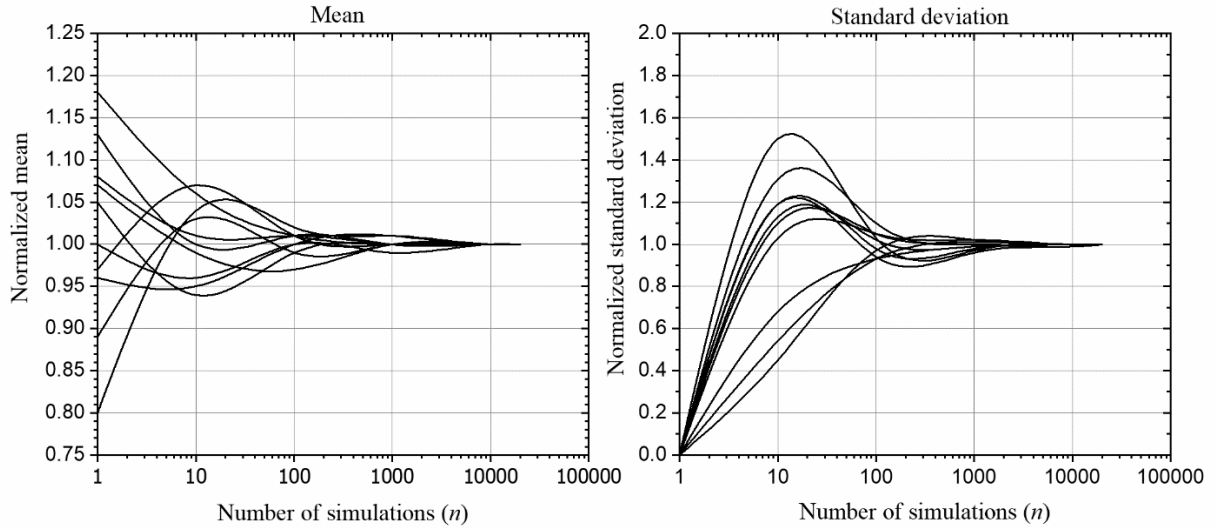 Mean
Normalized mean
1.25
1.20
1.15
1.10
1.05
1.00
0.95
0.90
0.85
0.80
0.75
1 10 100 1000 10000 100000
Number of simulations (n)
Standard deviation
Normalized standard deviation
2.0
1.8
1.6
1.4
1.2
1.0
0.8
0.6
0.4
0.2
0.0
1 10 100 1000 10000 100000
Number of simulations (n)